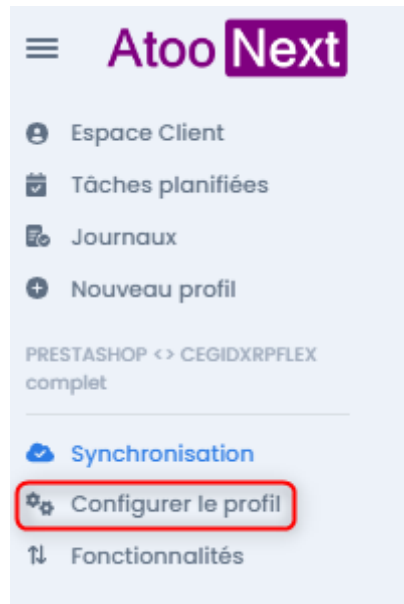 Atoo Next
Espace Client
Tâches planifiées
Journaux
Nouveau profil
PRESTASHOP <> CEGIDXRPFLEX
complet
Synchronisation
Configurer le profil
Fonctionnalités